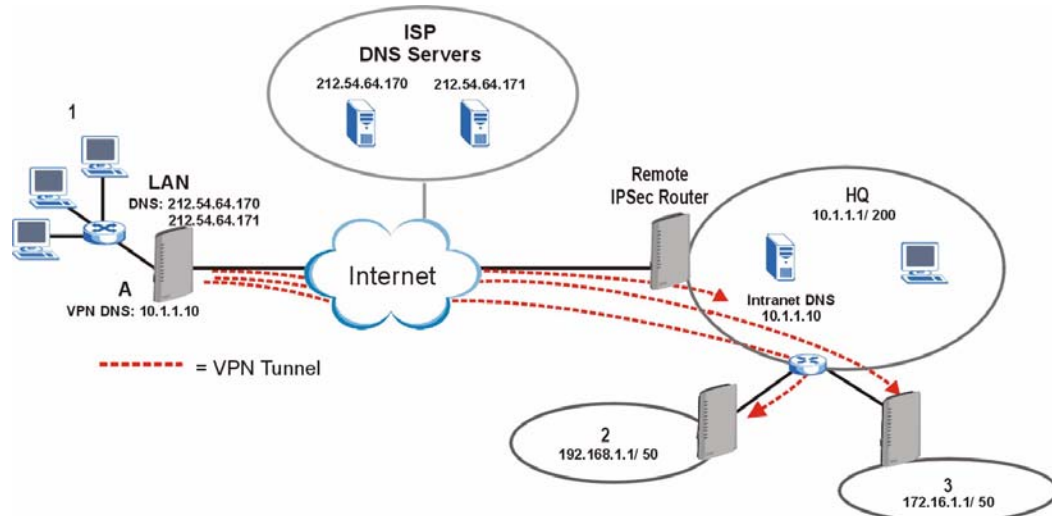 ISP
DNS Servers
212.54.64.170
212.54.64.171
1
LAN
DNS: 212.54.64.170
212.54.64.171
A
VPN DNS: 10.1.1.10
Internet
Remote
IPSec Router
HQ
10.1.1.1/ 200
Intranet DNS
10.1.1.10
= VPN Tunnel
2
192.168.1.1/ 50
3
172.16.1.1/ 50